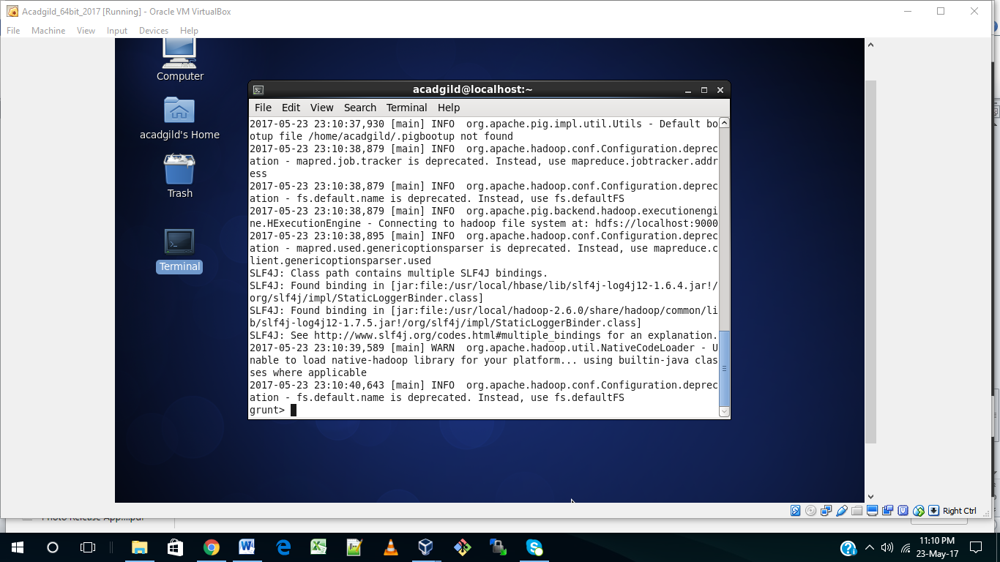 Acadgild_64bit_2017 [Running] - Oracle VM VirtualBox
File Machine View Input Devices Help
Computer
acadgild's Home
Trash
Terminal
acadgild@localhost:~
File Edit View Search Terminal Help
2017-05-23 23:10:37,930 [main] INFO  org.apache.pig.impl.util.Utils - Default bo
otup file /home/acadgild/.pigbootup not found
2017-05-23 23:10:38,879 [main] INFO  org.apache.hadoop.conf.Configuration.deprec
ation - mapred.job.tracker is deprecated. Instead, use mapreduce.jobtracker.addr
ess
2017-05-23 23:10:38,879 [main] INFO  org.apache.hadoop.conf.Configuration.deprec
ation - fs.default.name is deprecated. Instead, use fs.defaultFS
2017-05-23 23:10:38,879 [main] INFO  org.apache.pig.backend.hadoop.executionengi
ne.HExecutionEngine - Connecting to hadoop file system at: hdfs://localhost:9000
2017-05-23 23:10:38,895 [main] INFO  org.apache.hadoop.conf.Configuration.deprec
ation - mapred.used.genericoptionsparser is deprecated. Instead, use mapreduce.c
lient.genericoptionsparser.used
SLF4J: Class path contains multiple SLF4J bindings.
SLF4J: Found binding in [jar:file:/usr/local/hbase/lib/slf4j-log4j12-1.6.4.jar!/
org/slf4j/impl/StaticLoggerBinder.class]
SLF4J: Found binding in [jar:file:/usr/local/hadoop-2.6.0/share/hadoop/common/li
b/slf4j-log4j12-1.7.5.jar!/org/slf4j/impl/StaticLoggerBinder.class]
SLF4J: See http://www.slf4j.org/codes.html#multiple_bindings for an explanation.
2017-05-23 23:10:39,589 [main] WARN  org.apache.hadoop.util.NativeCodeLoader - U
nable to load native-hadoop library for your platform... using builtin-java clas
ses where applicable
2017-05-23 23:10:40,643 [main] INFO  org.apache.hadoop.conf.Configuration.deprec
ation - fs.default.name is deprecated. Instead, use fs.defaultFS
grunt>
Right Ctrl
11:10 PM
23-May-17